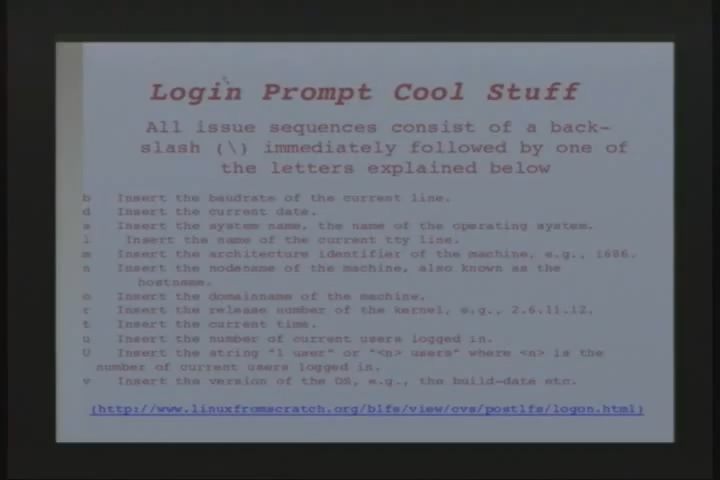 Login Prompt Cool Stuff
All issue sequences consist of a back-
slash (\) immediately followed by one of
the letters explained below
b Insert the baudrate of the current line.
d Insert the current date.
s Insert the system name, the name of the operating system.
l Insert the name of the current tty line.
m Insert the architecture identifier of the machine, e.g., i686.
n Insert the nodename of the machine, also known as the
hostname.
o Insert the domainname of the machine.
r Insert the release number of the kernel, e.g., 2.6.11.12.
t Insert the current time.
u Insert the number of current users logged in.
U Insert the string "1 user" or "<n> users" where <n> is the
number of current users logged in.
v Insert the version of the OS, e.g., the build-date etc.
(http://www.linuxfromscratch.org/blfs/view/cvs/postlfs/logon.html)